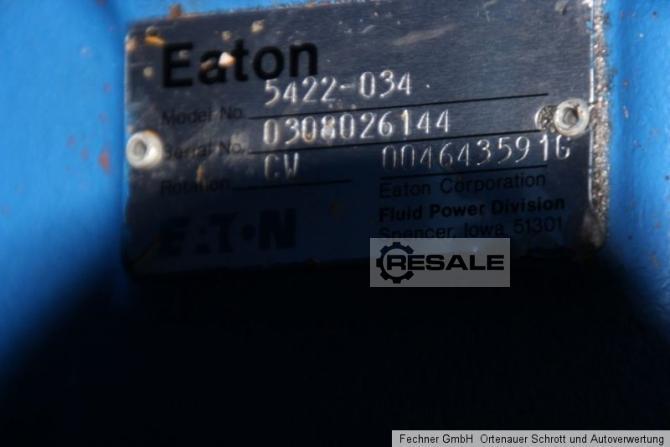 Eaton
Model No. 5422-034
Serial No. 0308026144
Rotation CW 004643591G
Eaton Corporation
Fluid Power Division
Spencer, Iowa 51301
EATON
RESALE
Fechner GmbH Ortenauer Schrott und Autoverwertung